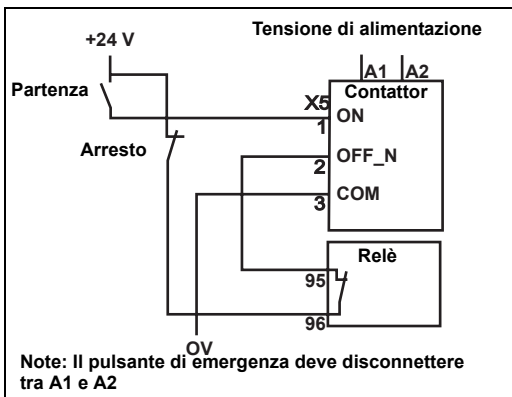 Tensione di alimentazione
+24 V
A1 A2
Partenza
Contattor
X5
ON
1
Arresto
OFF_N
2
COM
3
Relè
95
96
OV
Note: Il pulsante di emergenza deve disconnettere
tra A1 e A2